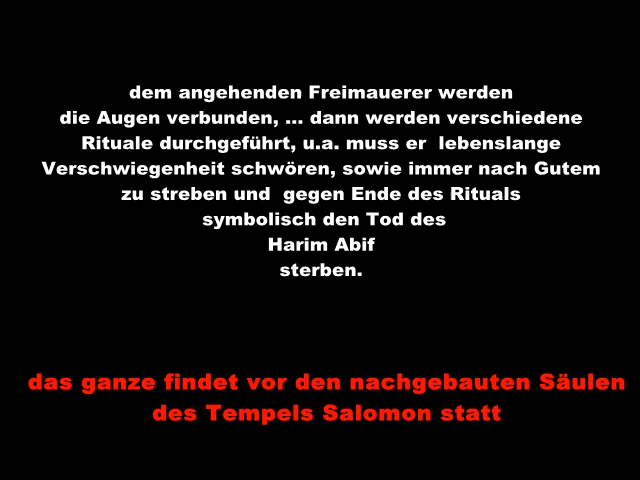 dem angehenden Freimauerer werden
die Augen verbunden, ... dann werden verschiedene
Rituale durchgeführt, u.a. muss er  lebenslange
Verschwiegenheit schwören, sowie immer nach Gutem
zu streben und  gegen Ende des Rituals
symbolisch den Tod des
Harim Abif
sterben.
das ganze findet vor den nachgebauten Säulen
des Tempels Salomon statt